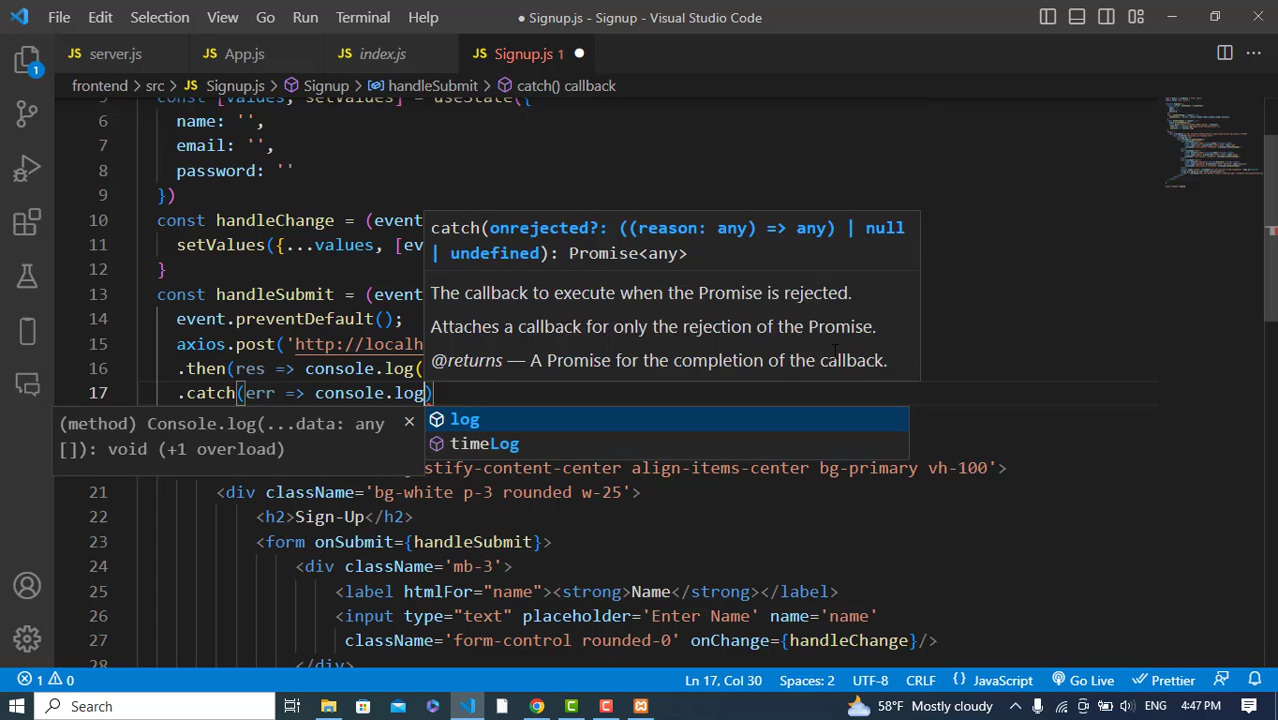 File Edit Selection View Go Run Terminal Help
● Signup.js - Signup - Visual Studio Code
JS server.js JS App.js JS index.js JS Signup.js 1 ●
1
frontend > src > JS Signup.js > Signup > handleSubmit > catch() callback
5 const [values, setValues] = useState({
6 name: '',
7 email: '',
8 password: ''
9 })
10 const handleChange = (event
11 setValues({...values, [ev
12 }
13 const handleSubmit = (event
14 event.preventDefault();
15 axios.post('http://localh
16 .then(res => console.log(
17 .catch(err => console.log)
catch(onrejected?: ((reason: any) => any) | null
| undefined): Promise<any>
The callback to execute when the Promise is rejected.
Attaches a callback for only the rejection of the Promise.
@returns — A Promise for the completion of the callback.
(method) Console.log(...data: any
[]): void (+1 overload)
log
timeLog
stify-content-center align-items-center bg-primary vh-100'>
21 <div className='bg-white p-3 rounded w-25'>
22 <h2>Sign-Up</h2>
23 <form onSubmit={handleSubmit}>
24 <div className='mb-3'>
25 <label htmlFor="name"><strong>Name</strong></label>
26 <input type="text" placeholder='Enter Name' name='name'
27 className='form-control rounded-0' onChange={handleChange}/>
28 </div>
1 0 Ln 17, Col 30 Spaces: 2 UTF-8 CRLF {} JavaScript Go Live Prettier
Search 58°F Mostly cloudy ENG 4:47 PM